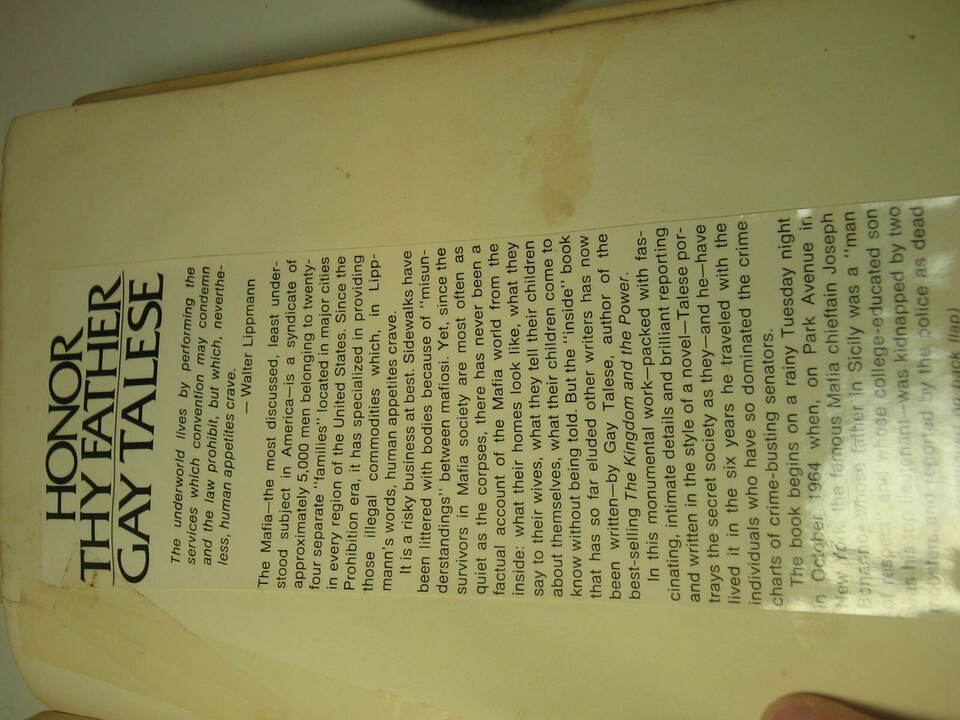 HONOR
THY FATHER
GAY TALESE
The underworld lives by performing the
services which convention may condemn
and the law prohibit, but which, neverthe-
less, human appetites crave.
— Walter Lippmann
The Mafia—the most discussed, least under-
stood subject in America—is a syndicate of
approximately 5,000 men belonging to twenty-
four separate "families" located in major cities
in every region of the United States. Since the
Prohibition era, it has specialized in providing
those illegal commodities which, in Lipp-
mann's words, human appetites crave.
It is a risky business at best. Sidewalks have
been littered with bodies because of "misun-
derstandings" between mafiosi. Yet, since the
survivors in Mafia society are most often as
quiet as the corpses, there has never been a
factual account of the Mafia world from the
inside: what their homes look like, what they
say to their wives, what they tell their children
about themselves, what their children come to
know without being told. But the "inside" book
that has so far eluded other writers has now
been written—by Gay Talese, author of the
best-selling The Kingdom and the Power.
In this monumental work—packed with fas-
cinating, intimate details and brilliant reporting
and written in the style of a novel—Talese por-
trays the secret society as they—and he—have
lived it in the six years he traveled with the
individuals who have so dominated the crime
charts of crime-busting senators.
The book begins on a rainy Tuesday night
in October 1964 when, on Park Avenue in
New York, the famous Mafia chieftain Joseph
whose father in Sicily was a "man
of respect" and whose college-educated son
was kidnapped by two
the police as dead
back flap)